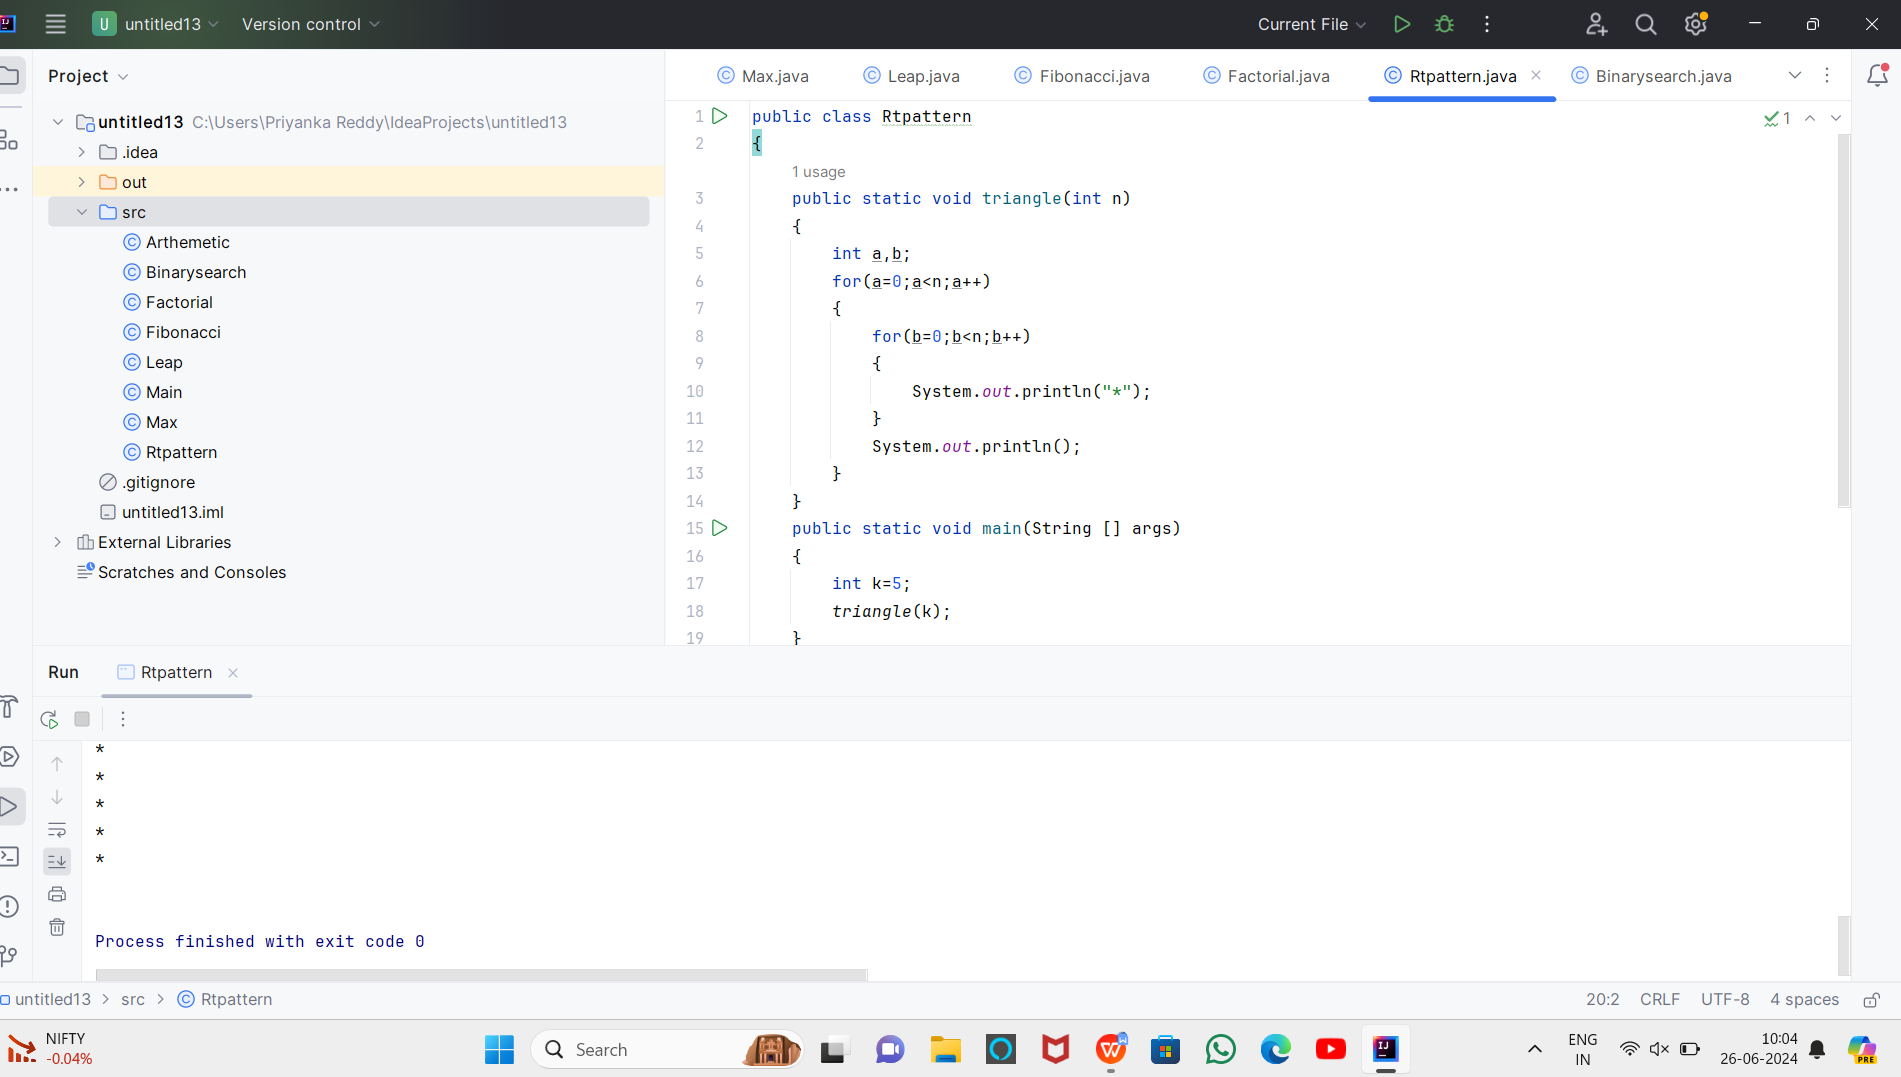 U untitled13 Version control Current File
Project
untitled13 C:\Users\Priyanka Reddy\IdeaProjects\untitled13
.idea
out
src
Arthemetic
Binarysearch
Factorial
Fibonacci
Leap
Main
Max
Rtpattern
.gitignore
untitled13.iml
External Libraries
Scratches and Consoles
Max.java Leap.java Fibonacci.java Factorial.java Rtpattern.java Binarysearch.java
1 public class Rtpattern
2 {
1 usage
3 public static void triangle(int n)
4 {
5 int a,b;
6 for(a=0;a<n;a++)
7 {
8 for(b=0;b<n;b++)
9 {
10 System.out.println("*");
11 }
12 System.out.println();
13 }
14 }
15 public static void main(String [] args)
16 {
17 int k=5;
18 triangle(k);
19 }
1
Run Rtpattern
*
*
*
*
*
Process finished with exit code 0
untitled13 > src > Rtpattern 20:2 CRLF UTF-8 4 spaces
NIFTY
-0.04%
Search
ENG
IN
10:04
26-06-2024
PRE